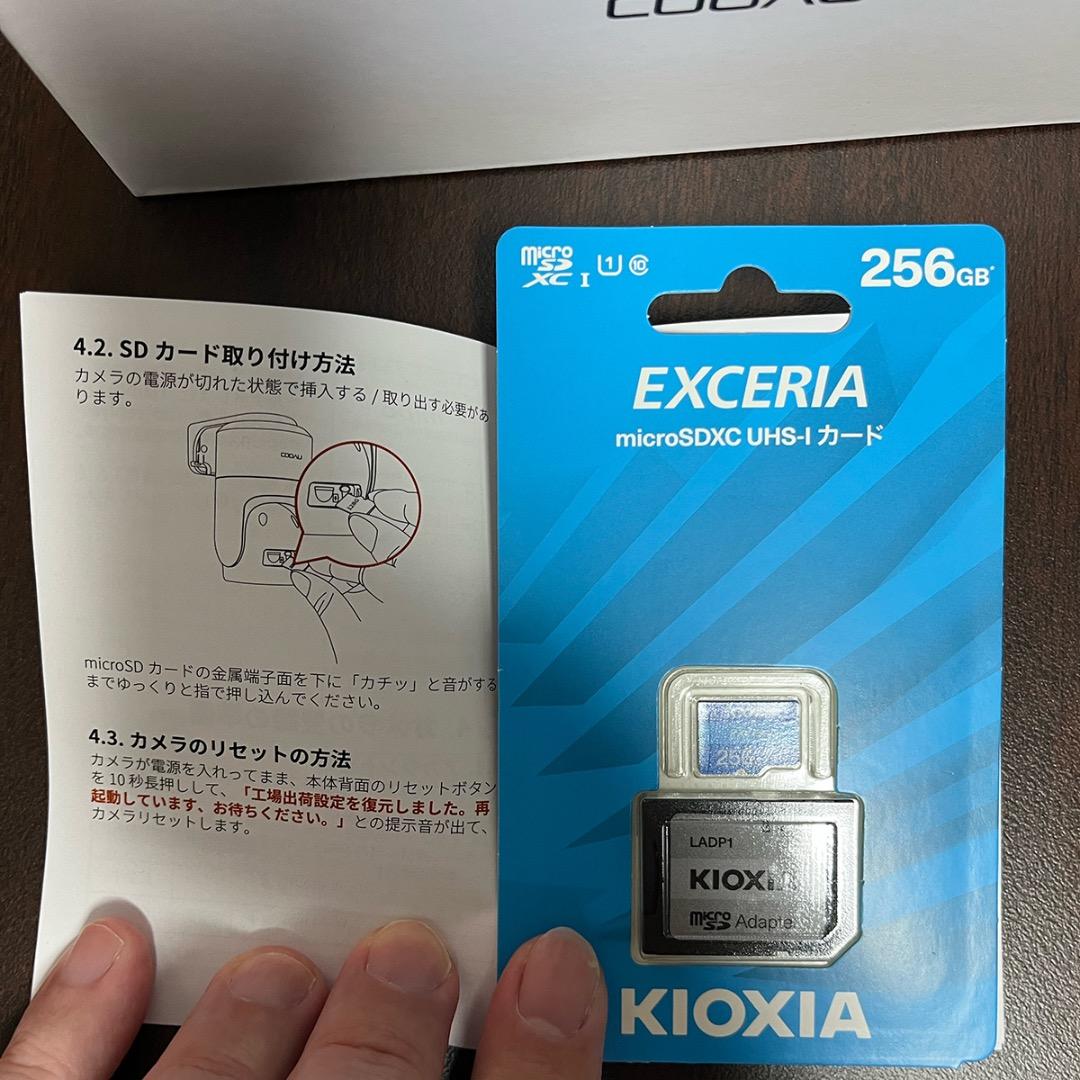 4.2. SD カード取り付け方法
カメラの電源が切れた状態で挿入する / 取り出す必要があ
ります。
COOAU
microSD カードの金属端子面を下に「カチッ」と音がする
までゆっくりと指で押し込んでください。
4.3. カメラのリセットの方法
カメラが電源を入れってまま、本体背面のリセットボタン
を 10 秒長押しして、「工場出荷設定を復元しました。再
起動しています、お待ちください。」との提示音が出て、
カメラリセットします。
micro SD XC I U1 C10
256GB
EXCERIA
microSDXC UHS-I カード
LADP1
KIOXIA
micro SD Adapte
KIOXIA